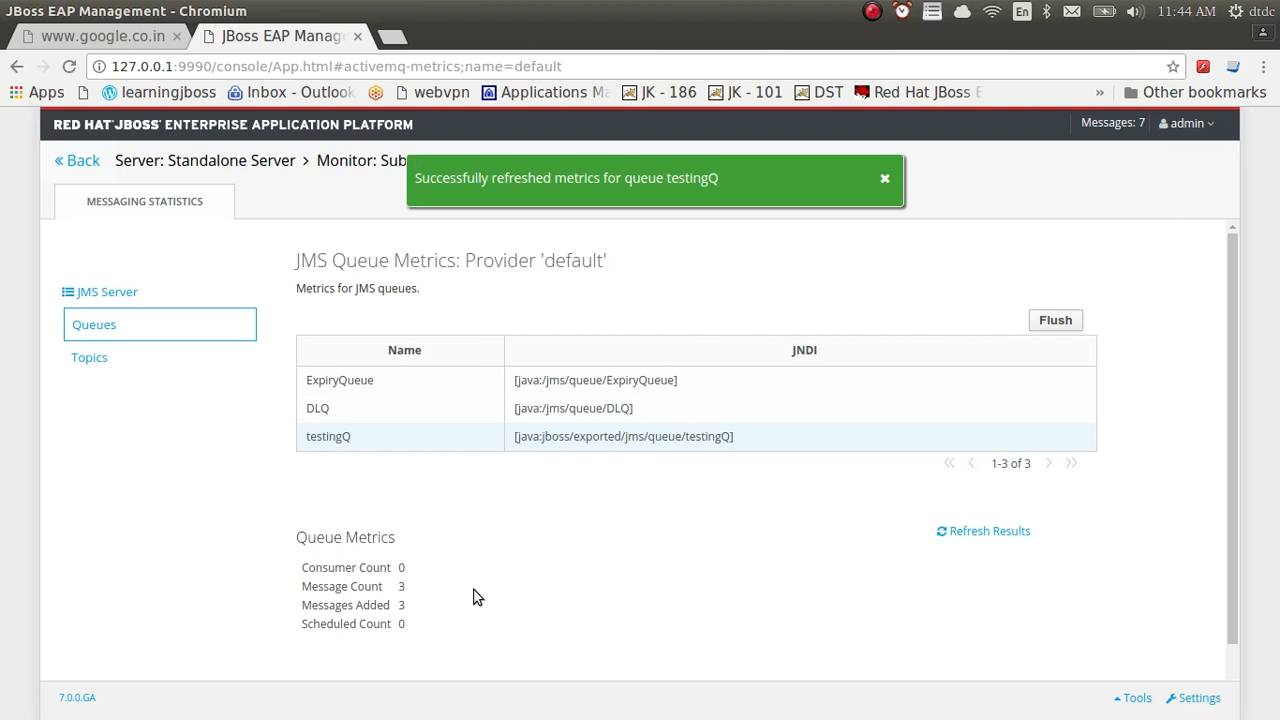 JBoss EAP Management - Chromium
En
11:44 AM
dtdc
www.google.co.in
JBoss EAP Manag
127.0.0.1:9990/console/App.html#activemq-metrics;name=default
Apps
learningjboss
Inbox - Outlook
webvpn
Applications Ma
JK - 186
JK - 101
DST
Red Hat JBoss E
»
Other bookmarks
RED HAT JBOSS ENTERPRISE APPLICATION PLATFORM
Messages: 7
admin
« Back
Server: Standalone Server > Monitor: Sub
Successfully refreshed metrics for queue testingQ
MESSAGING STATISTICS
JMS Queue Metrics: Provider 'default'
Metrics for JMS queues.
JMS Server
Queues
Topics
Flush
Name JNDI
ExpiryQueue [java:/jms/queue/ExpiryQueue]
DLQ [java:/jms/queue/DLQ]
testingQ [java:jboss/exported/jms/queue/testingQ]
1-3 of 3
Queue Metrics
Refresh Results
Consumer Count 0
Message Count 3
Messages Added 3
Scheduled Count 0
7.0.0.GA
Tools
Settings